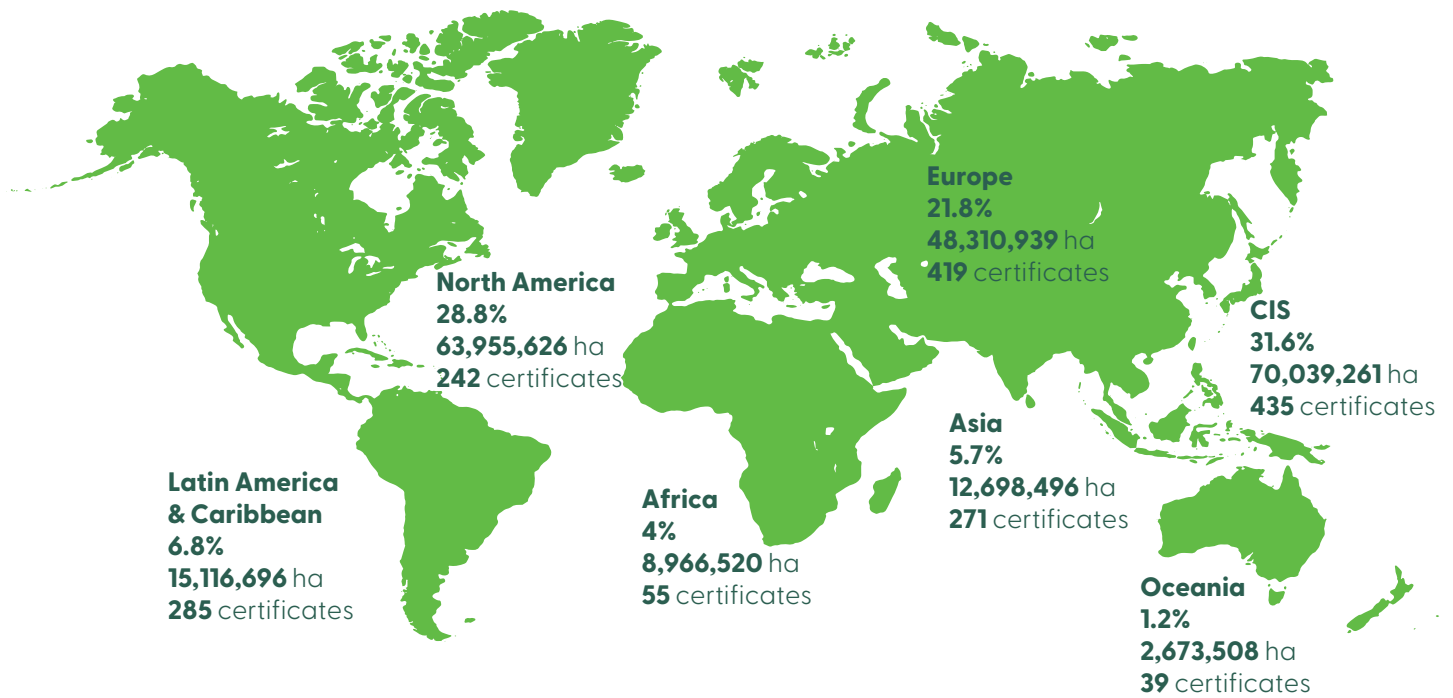 Europe
21.8%
48,310,939 ha
419 certificates
North America
28.8%
63,955,626 ha
242 certificates
CIS
31.6%
70,039,261 ha
435 certificates
Asia
5.7%
12,698,496 ha
271 certificates
Latin America
& Caribbean
6.8%
15,116,696 ha
285 certificates
Africa
4%
8,966,520 ha
55 certificates
Oceania
1.2%
2,673,508 ha
39 certificates